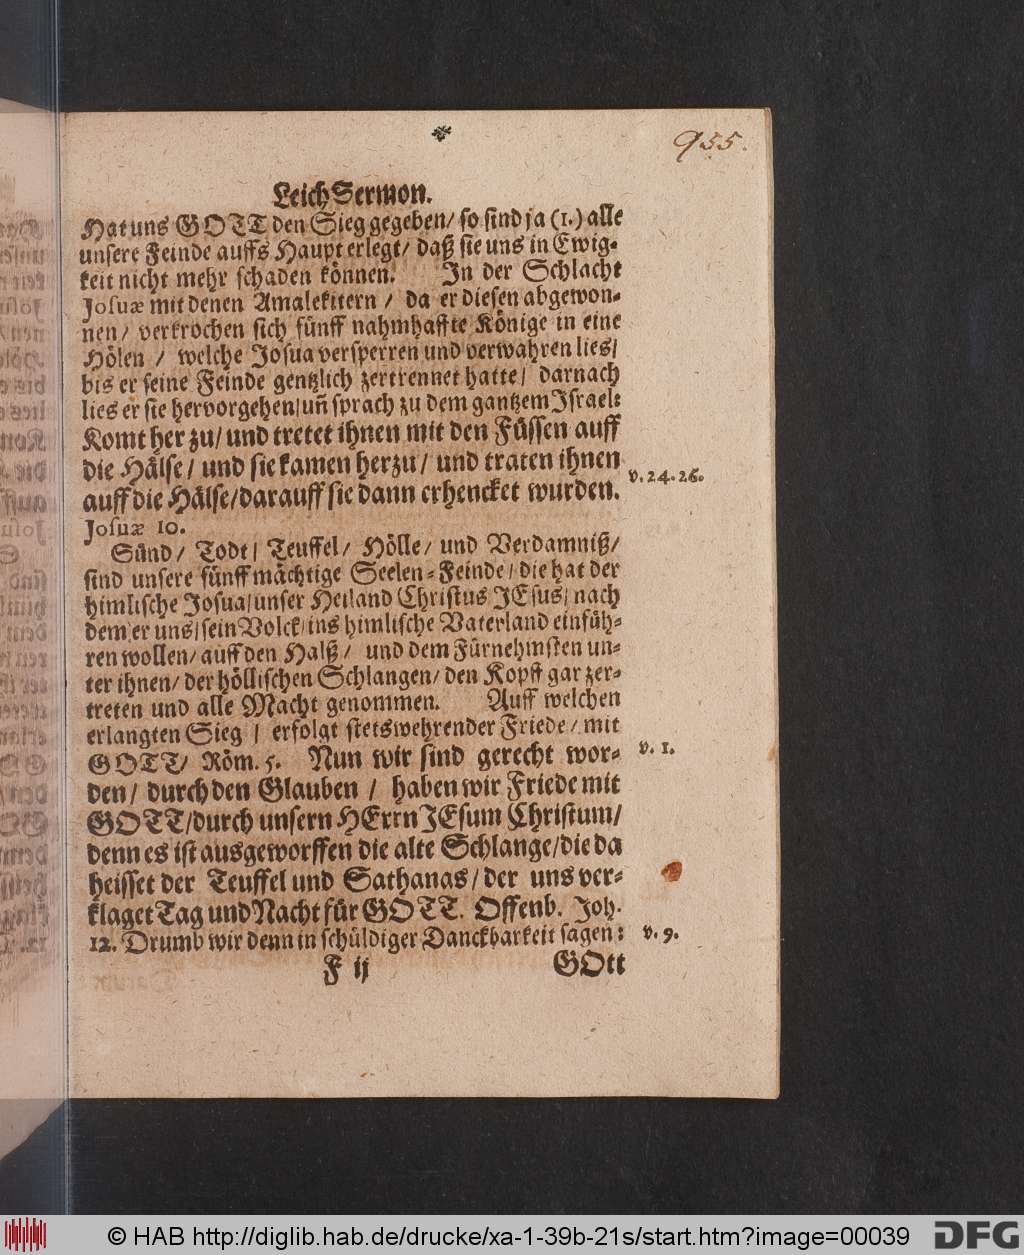 955.
LeichSermon.
Hat uns GOTT den Sieg gegeben/ so sind ja (1.) alle
unsere Feinde auffs Haupt erlegt/ daß sie uns in Ewig-
keit nicht mehr schaden können. In der Schlacht
Josuæ mit denen Amalekitern / da er diesen abgewon-
nen/ verkrochen sich fünff nahmhaffte Könige in eine
Hölen / welche Josua versperren und verwahren lies/
bis er seine Feinde gentzlich zertrennet hatte/ darnach
lies er sie hervorgehen/ uñ sprach zu dem gantzem Israel:
Komt her zu/ und tretet ihnen mit den Füssen auff
die Hälse/ und sie kamen herzu/ und traten ihnen
v. 24. 26.
auff die Hälse/ darauff sie dann erhencket wurden.
Josuæ 10.
Sünd/ Todt/ Teuffel/ Hölle/ und Verdamniß/
sind unsere fünff mächtige Seelen-Feinde/ die hat der
himlische Josua/ unser Heiland Christus JEsus/ nach
dem er uns/ sein Volck/ ins himlische Vaterland einfüh-
ren wollen/ auff den Halß/ und dem Fürnehmsten un-
ter ihnen/ der höllischen Schlangen/ den Kopff gar zer-
treten und alle Macht genommen. Auff welchen
erlangten Sieg / erfolgt stetswehrender Friede/ mit
GOTT/ Röm. 5. Nun wir sind gerecht wor-
v. 1.
den/ durch den Glauben / haben wir Friede mit
GOTT/ durch unsern HErrn JEsum Christum/
denn es ist ausgeworffen die alte Schlange/ die da
heisset der Teuffel und Sathanas/ der uns ver-
klaget Tag und Nacht für GOTT. Offenb. Joh.
12. Drumb wir denn in schüldiger Danckbarkeit sagen:
v. 9.
F ij
GOtt
© HAB http://diglib.hab.de/drucke/xa-1-39b-21s/start.htm?image=00039
DFG